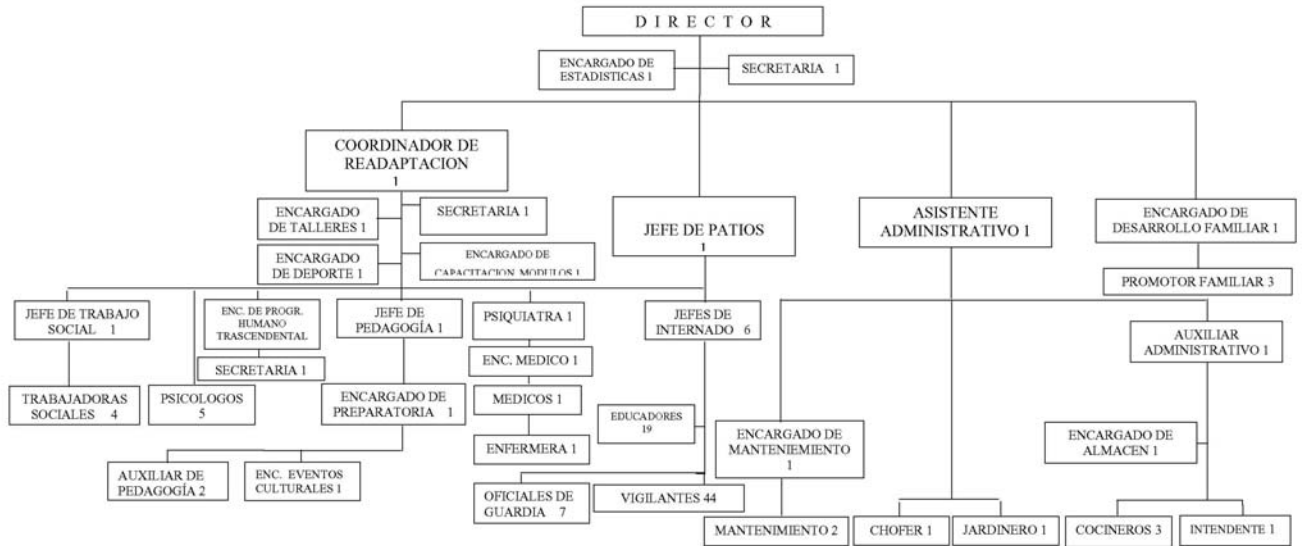 D I R E C T O R
ENCARGADO DE
ESTADISTICAS 1
SECRETARIA 1
COORDINADOR DE
READAPTACION
1
ENCARGADO
DE TALLERES 1
SECRETARIA 1
ENCARGADO
DE DEPORTE 1
ENCARGADO DE
CAPACITACION MODULOS 1
JEFE DE PATIOS
1
ASISTENTE
ADMINISTRATIVO 1
ENCARGADO DE
DESARROLLO FAMILIAR 1
PROMOTOR FAMILIAR 3
JEFE DE TRABAJO
SOCIAL 1
ENC. DE PROGR.
HUMANO
TRASCENDENTAL
SECRETARIA 1
JEFE DE
PEDAGOGÍA 1
PSIQUIATRA 1
JEFES DE
INTERNADO 6
AUXILIAR
ADMINISTRATIVO 1
ENC. MEDICO 1
TRABAJADORAS
SOCIALES 4
PSICOLOGOS
5
ENCARGADO DE
PREPARATORIA 1
MEDICOS 1
EDUCADORES
19
ENFERMERA 1
ENCARGADO DE
MANTENIEMIENTO
1
ENCARGADO DE
ALMACEN 1
AUXILIAR DE
PEDAGOGÍA 2
ENC. EVENTOS
CULTURALES 1
OFICIALES DE
GUARDIA 7
VIGILANTES 44
MANTENIMIENTO 2
CHOFER 1
JARDINERO 1
COCINEROS 3
INTENDENTE 1